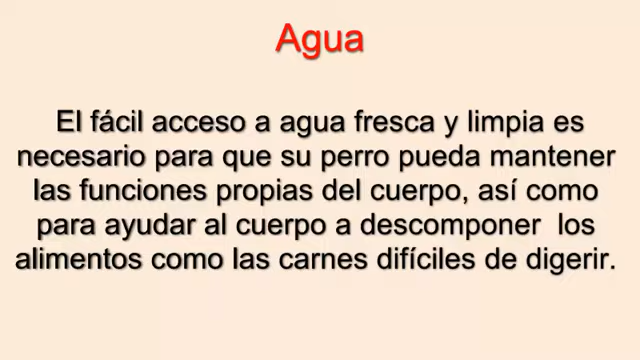 Agua
El fácil acceso a agua fresca y limpia es
necesario para que su perro pueda mantener
las funciones propias del cuerpo, así como
para ayudar al cuerpo a descomponer  los
alimentos como las carnes difíciles de digerir.